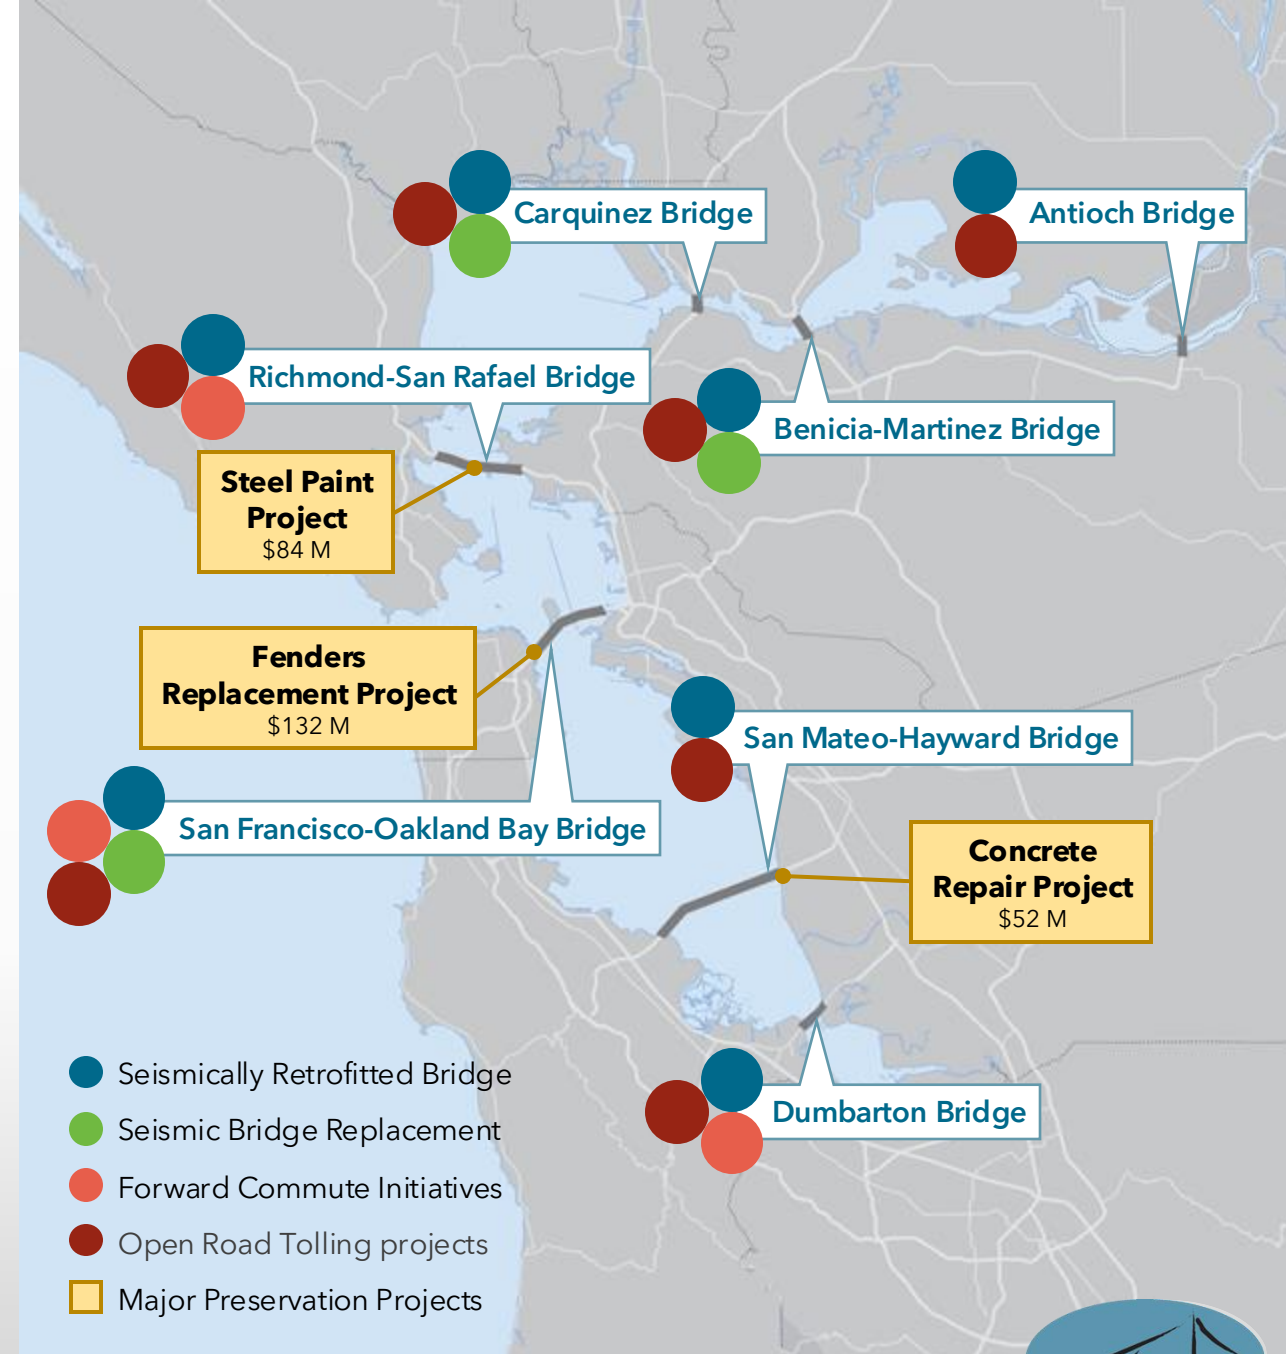 Carquinez Bridge
Antioch Bridge
Richmond-San Rafael Bridge
Benicia-Martinez Bridge
Steel Paint
Project
$84 M
Fenders
Replacement Project
$132 M
San Mateo-Hayward Bridge
San Francisco-Oakland Bay Bridge
Concrete
Repair Project
$52 M
Dumbarton Bridge
Seismically Retrofitted Bridge
Seismic Bridge Replacement
Forward Commute Initiatives
Open Road Tolling projects
Major Preservation Projects